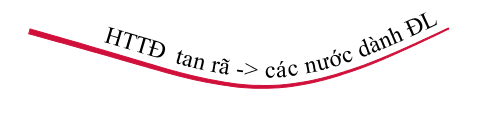 HTTĐ tan rã -> các nước dành ĐL